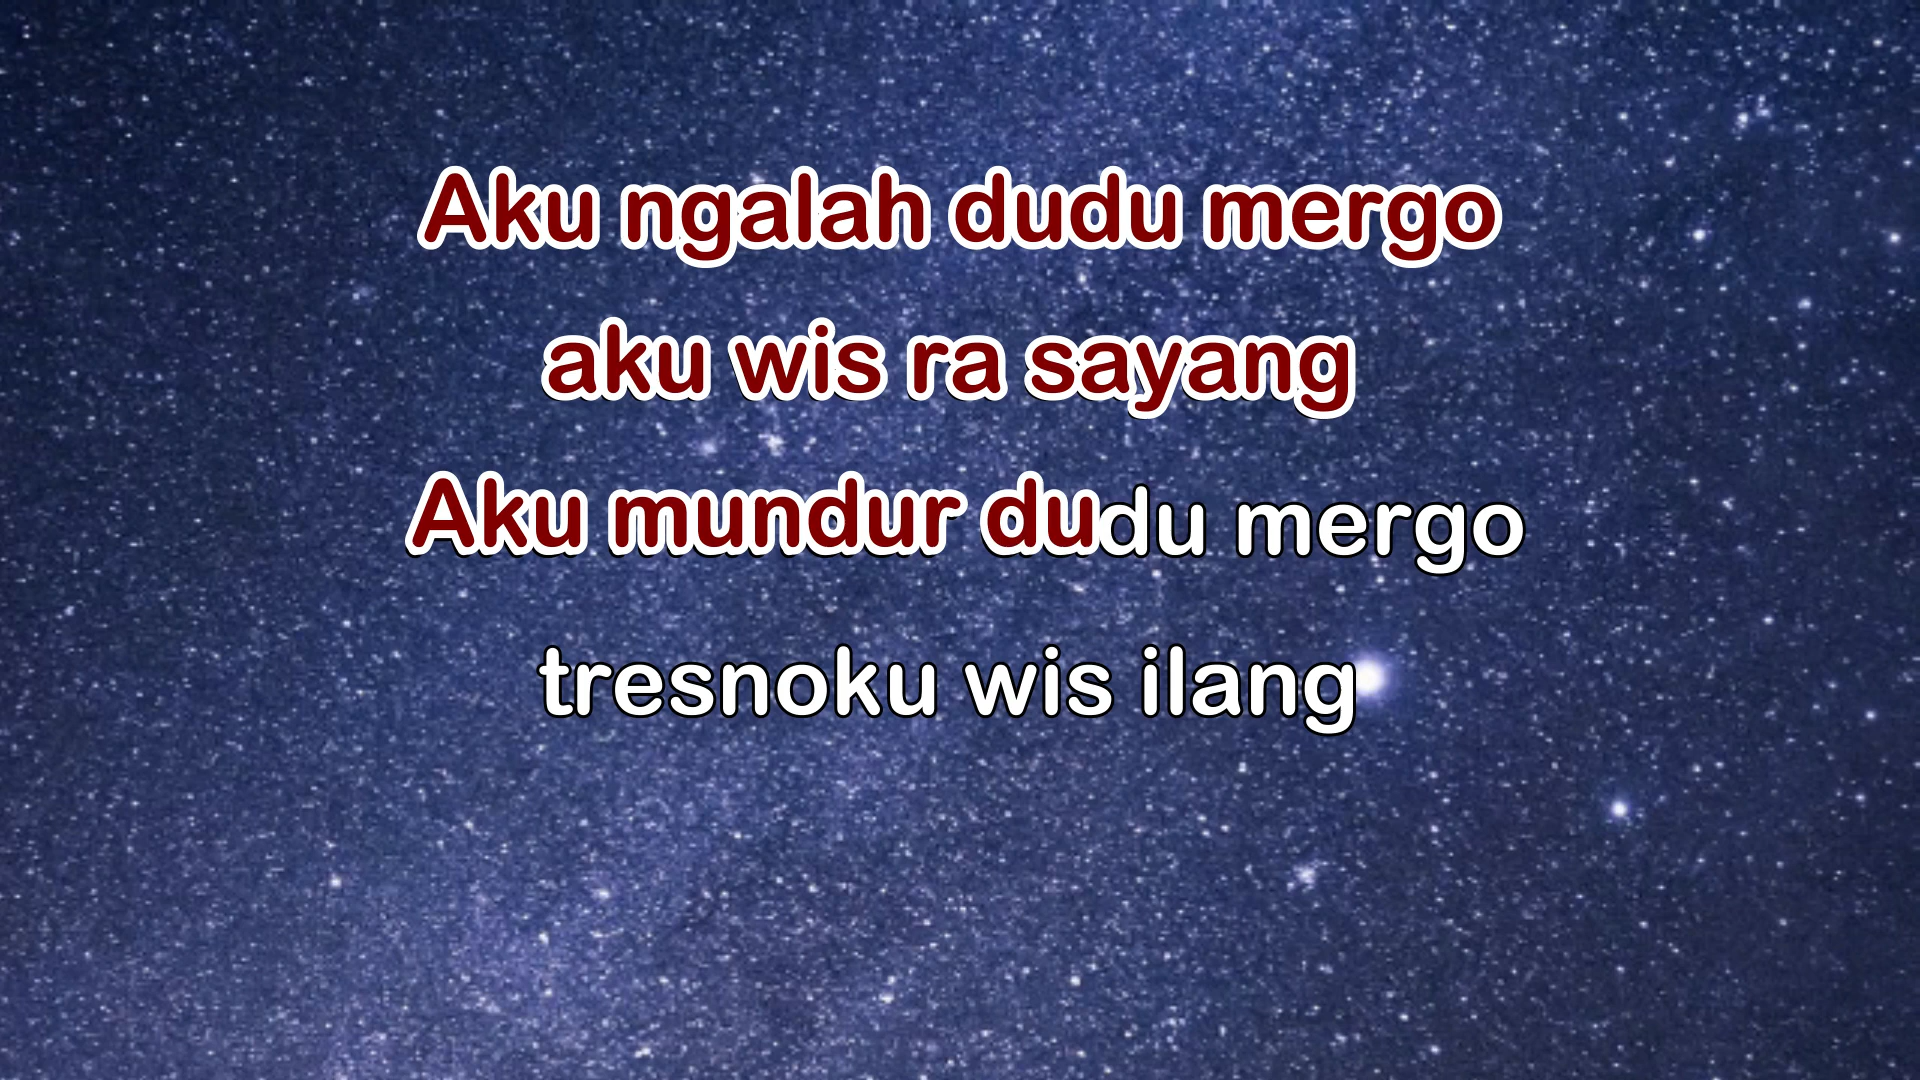 Aku ngalah dudu mergo
aku wis ra sayang
Aku mundur dudu mergo
tresnoku wis ilang